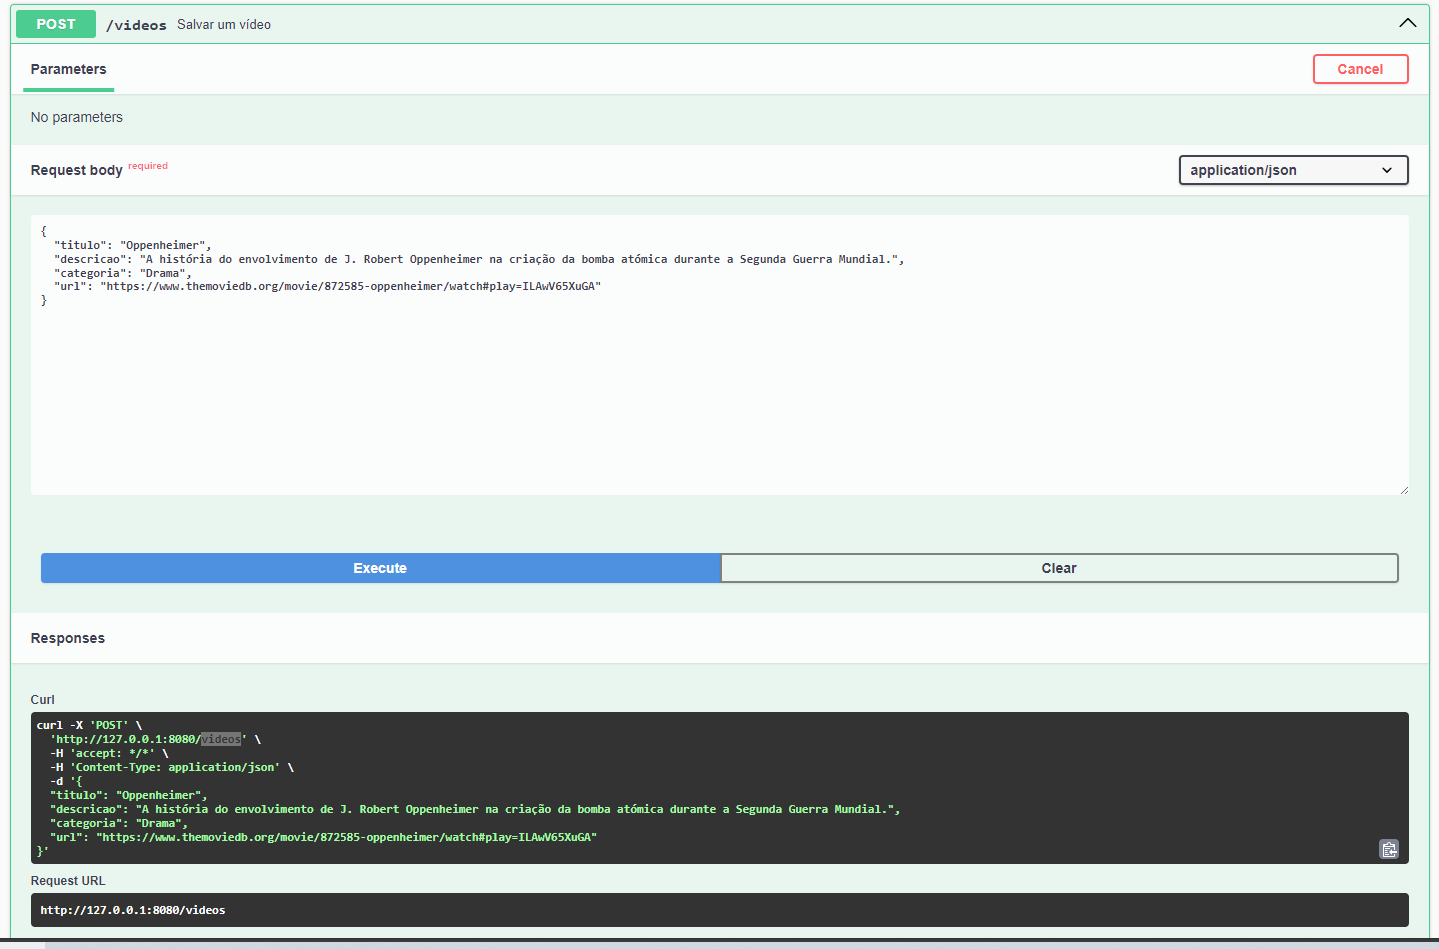 POST /videos Salvar um vídeo
Parameters
Cancel
No parameters
Request body required
application/json
{
  "titulo": "Oppenheimer",
  "descricao": "A história do envolvimento de J. Robert Oppenheimer na criação da bomba atómica durante a Segunda Guerra Mundial.",
  "categoria": "Drama",
  "url": "https://www.themoviedb.org/movie/872585-oppenheimer/watch#play=ILAwV65XuGA"
}
Execute
Clear
Responses
Curl
curl -X 'POST' \
  'http://127.0.0.1:8080/videos' \
  -H 'accept: */*' \
  -H 'Content-Type: application/json' \
  -d '{
  "titulo": "Oppenheimer",
  "descricao": "A história do envolvimento de J. Robert Oppenheimer na criação da bomba atómica durante a Segunda Guerra Mundial.",
  "categoria": "Drama",
  "url": "https://www.themoviedb.org/movie/872585-oppenheimer/watch#play=ILAwV65XuGA"
}'
Request URL
http://127.0.0.1:8080/videos